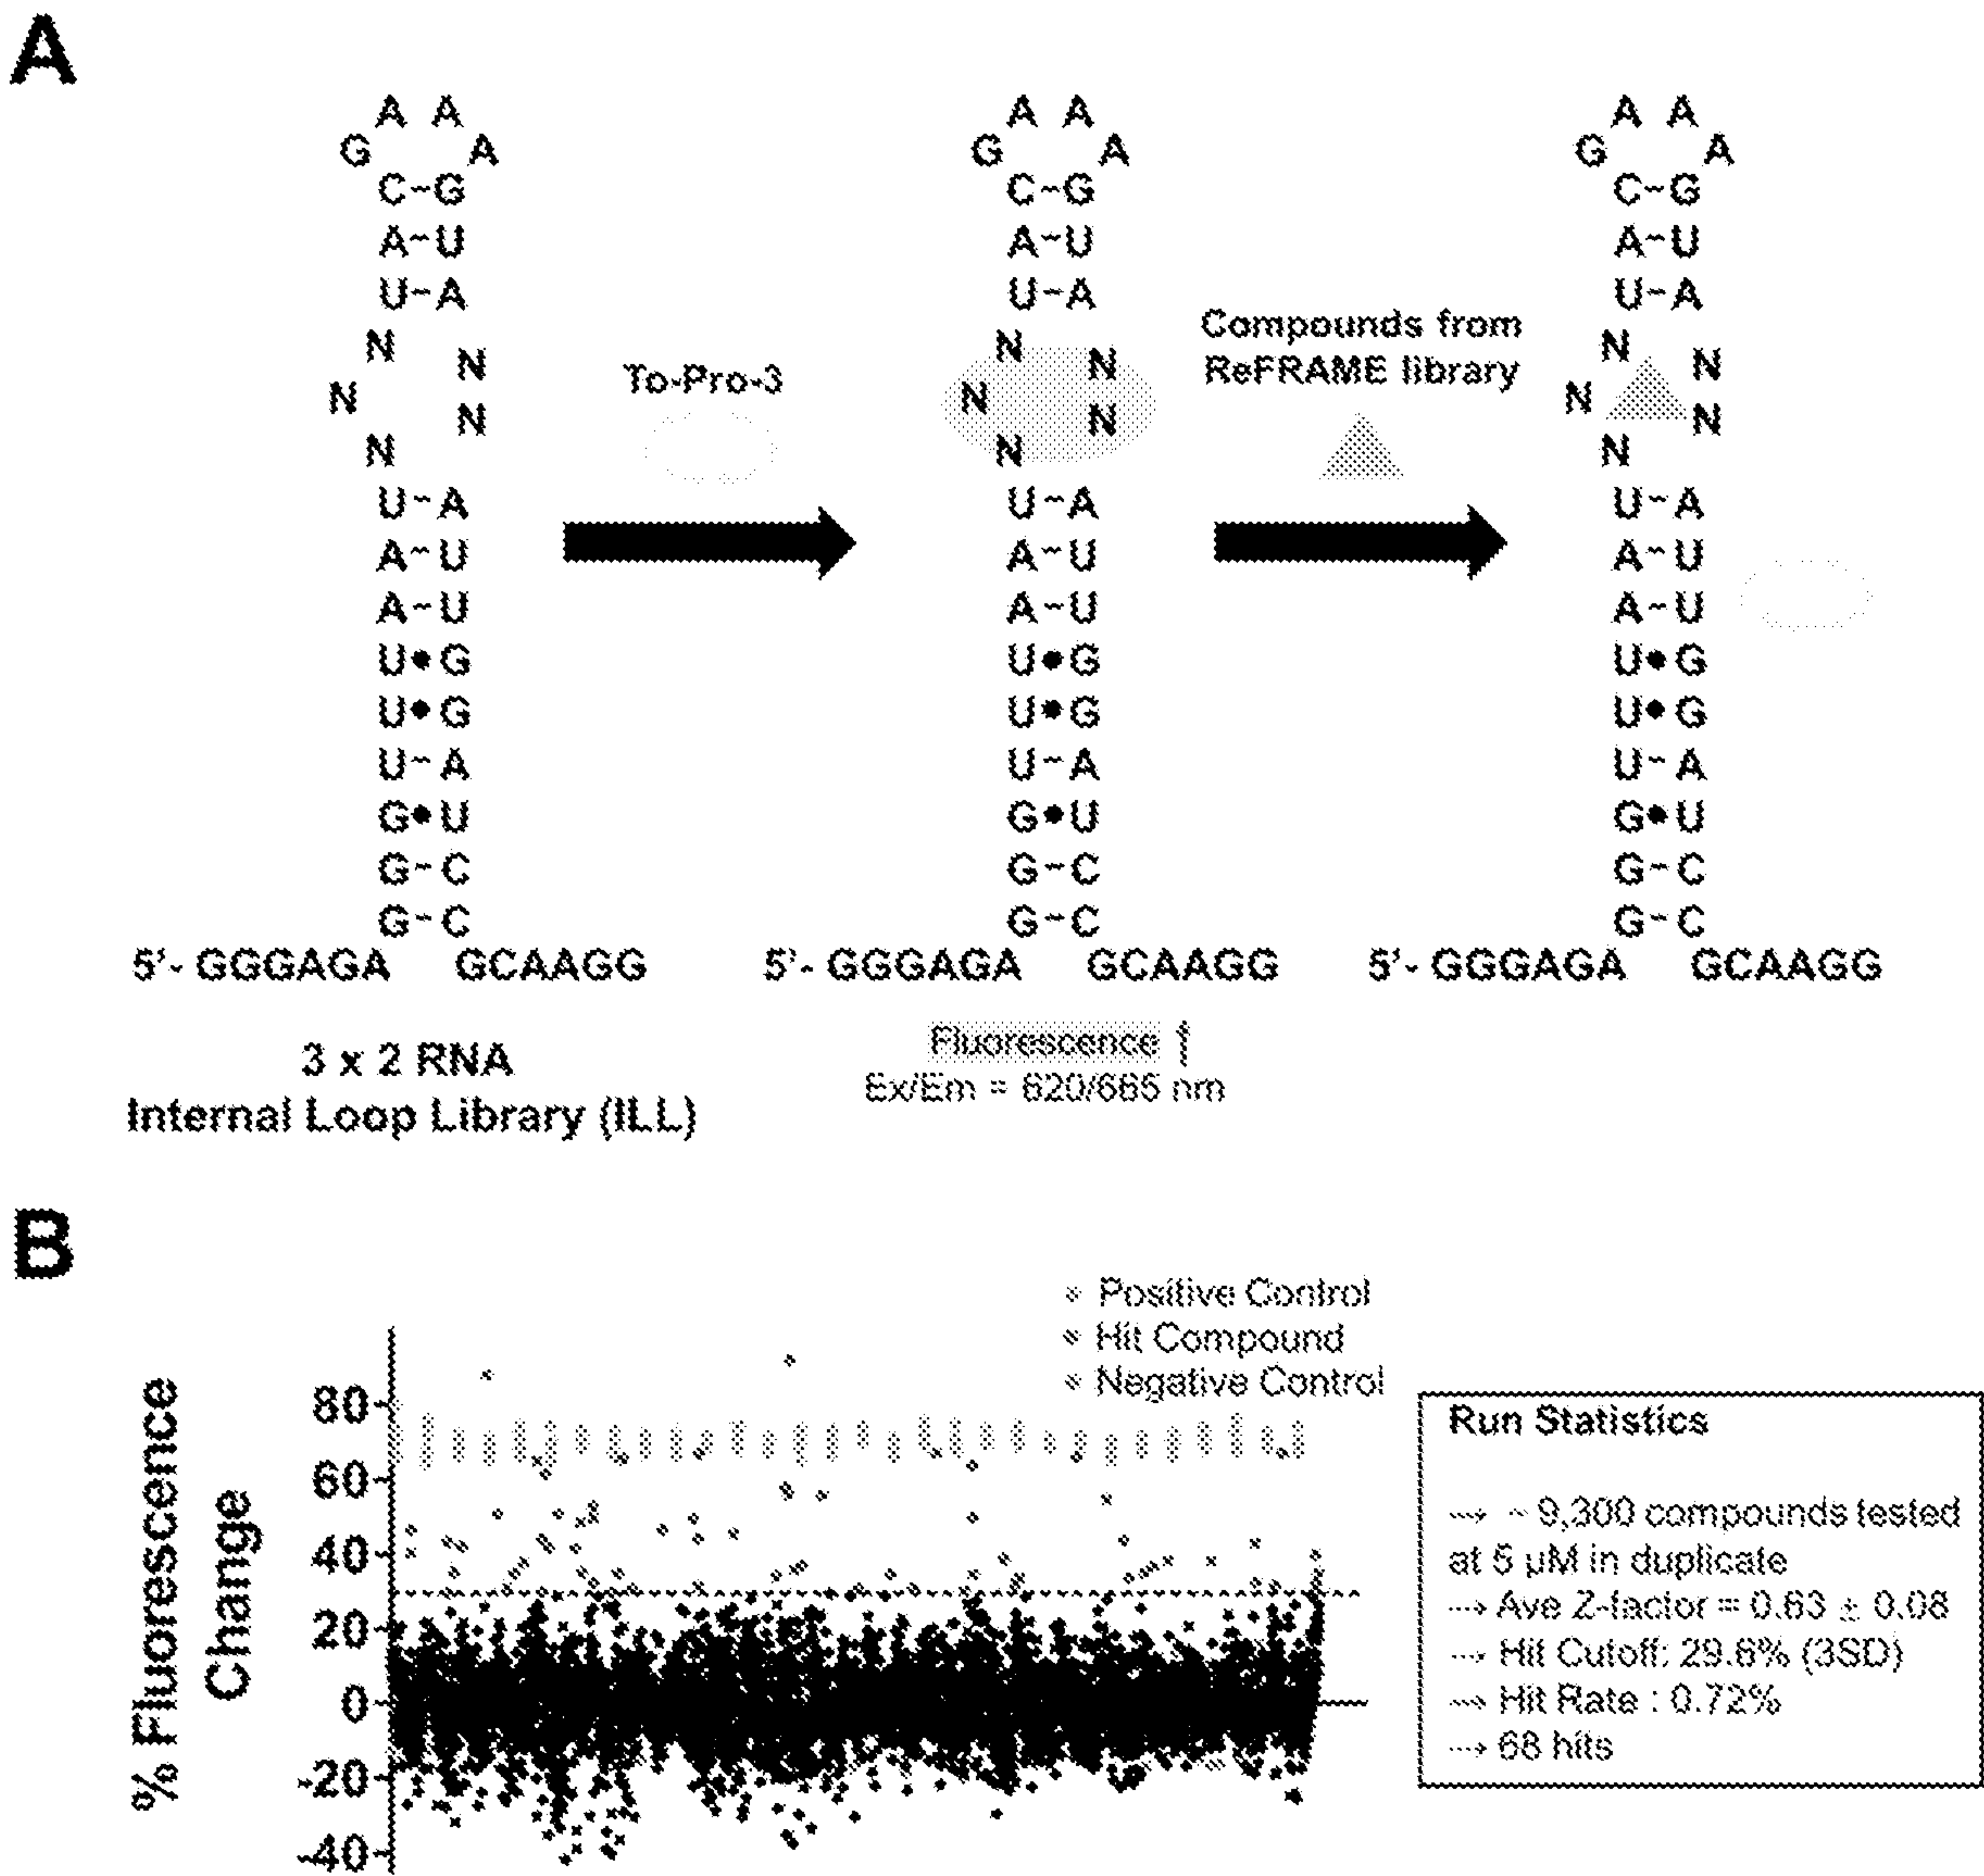 A
A A   A A   A A
G A   G A   G A
C-G   C-G   C-G
A-U   A-U   A-U
U-A   U-A   U-A
Compounds from
ReFRAME library
To-Pro-3
N N   N N   N N
N   N   N
N N   N N   N N
U-A   U-A   U-A
A-U   A-U   A-U
A-U   A-U   A-U
U•G   U•G   U•G
U•G   U•G   U•G
U-A   U-A   U-A
G•U   G•U   G•U
G-C   G-C   G-C
G-C   G-C   G-C
5'- GGGAGA GCAAGG   5'- GGGAGA GCAAGG   5'- GGGAGA GCAAGG
3 x 2 RNA
Internal Loop Library (ILL)
Fluorescence ↑
Ex/Em = 620/665 nm
B
Positive Control
Hit Compound
Negative Control
% Fluorescence
Change
80
60
40
20
0
-20
-40
Run Statistics
→ ~ 9,300 compounds tested
at 5 µM in duplicate
→ Ave Z-factor = 0.63 ± 0.08
→ Hit Cutoff: 29.6% (3SD)
→ Hit Rate : 0.72%
→ 68 hits